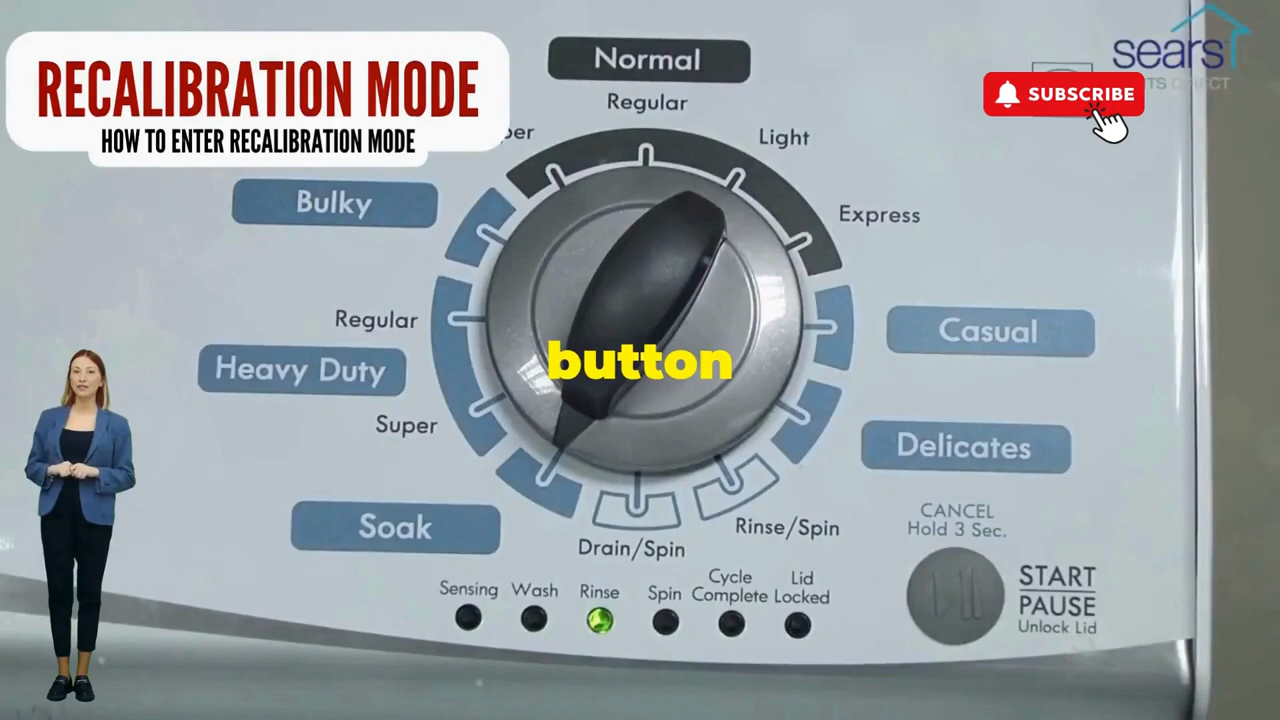 sears
RECALIBRATION MODE
HOW TO ENTER RECALIBRATION MODE
SUBSCRIBE
DIRECT
Normal
Regular
Light
Express
Bulky
Regular
Heavy Duty
Super
Soak
Casual
button
Delicates
Rinse/Spin
Drain/Spin
CANCEL
Hold 3 Sec.
Sensing
Wash
Rinse
Spin
Cycle
Complete
Lid
Locked
START
PAUSE
Unlock Lid